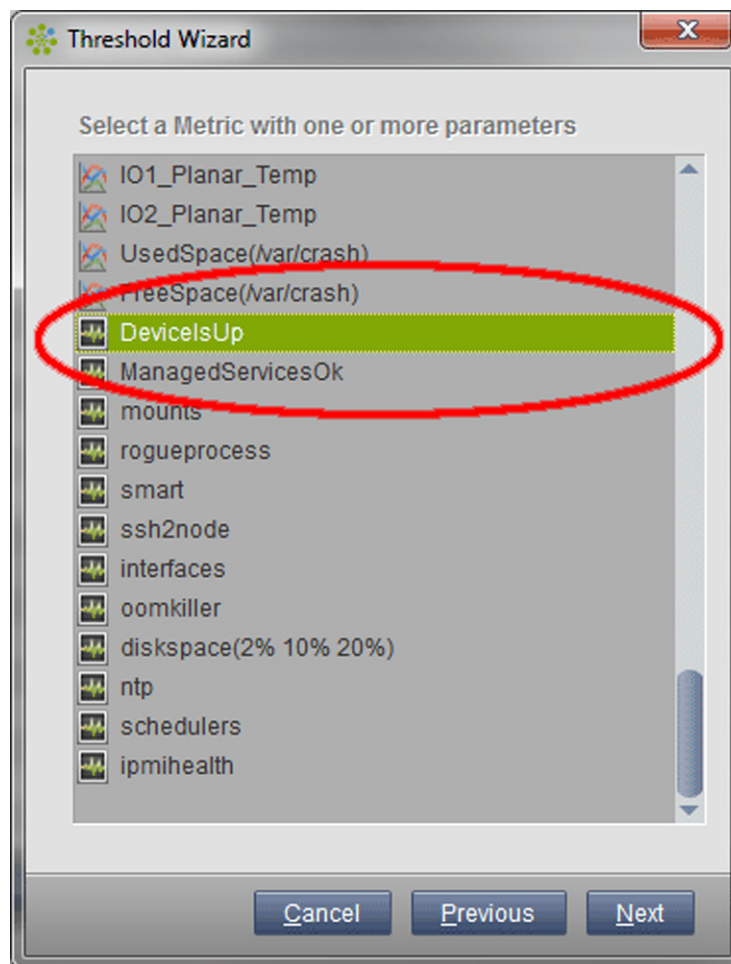 Threshold Wizard
Select a Metric with one or more parameters
IO1_Planar_Temp
IO2_Planar_Temp
UsedSpace(/var/crash)
FreeSpace(/var/crash)
DeviceIsUp
ManagedServicesOk
mounts
rogueprocess
smart
ssh2node
interfaces
oomkiller
diskspace(2% 10% 20%)
ntp
schedulers
ipmihealth
Cancel Previous Next